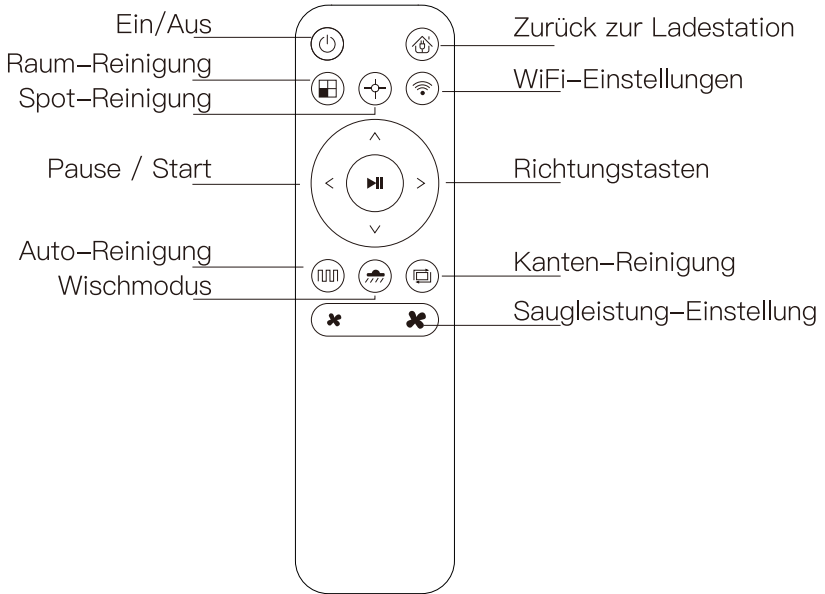 Ein/Aus
Raum-Reinigung
Spot-Reinigung
Pause / Start
Auto-Reinigung
Wischmodus
Zurück zur Ladestation
WiFi-Einstellungen
Richtungstasten
Kanten-Reinigung
Saugleistung-Einstellung